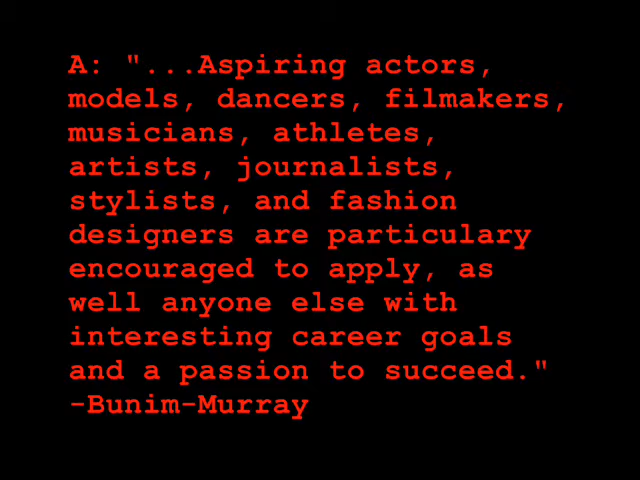 A: "...Aspiring actors,
models, dancers, filmakers,
musicians, athletes,
artists, journalists,
stylists, and fashion
designers are particulary
encouraged to apply, as
well anyone else with
interesting career goals
and a passion to succeed."
-Bunim-Murray